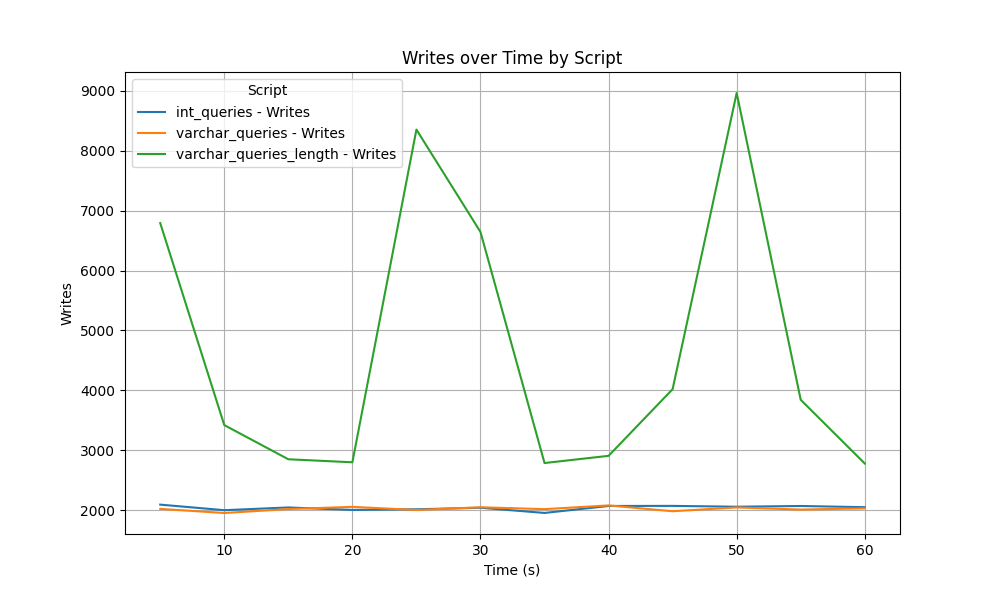 Writes over Time by Script
Script
int_queries - Writes
varchar_queries - Writes
varchar_queries_length - Writes
9000
8000
7000
6000
5000
4000
3000
2000
Writes
10 20 30 40 50 60
Time (s)